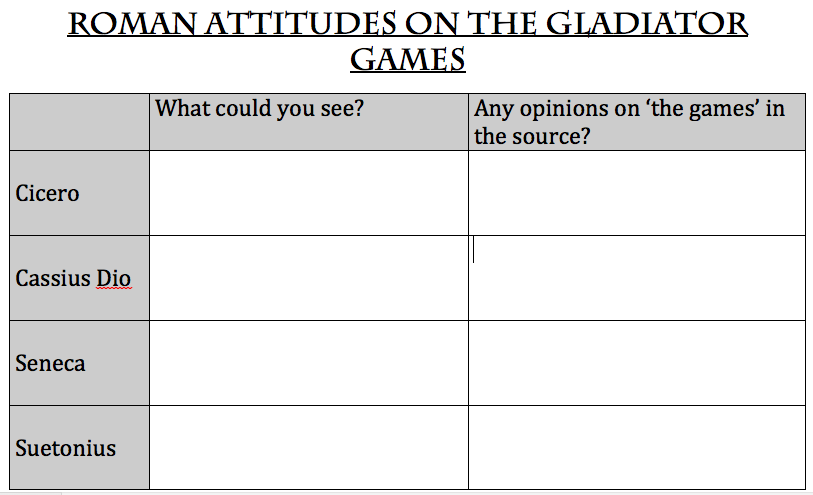 ROMAN ATTITUDES ON THE GLADIATOR
GAMES
What could you see?
Any opinions on ‘the games’ in
the source?
Cicero
Cassius Dio
Seneca
Suetonius